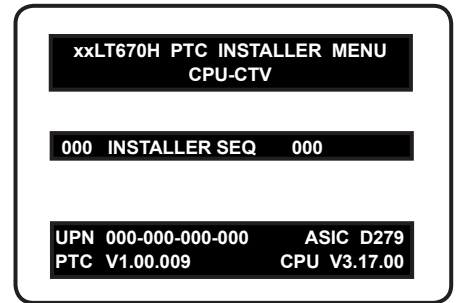 xxLT670H PTC INSTALLER MENU
CPU-CTV
000 INSTALLER SEQ 000
UPN 000-000-000-000 ASIC D279
PTC V1.00.009 CPU V3.17.00